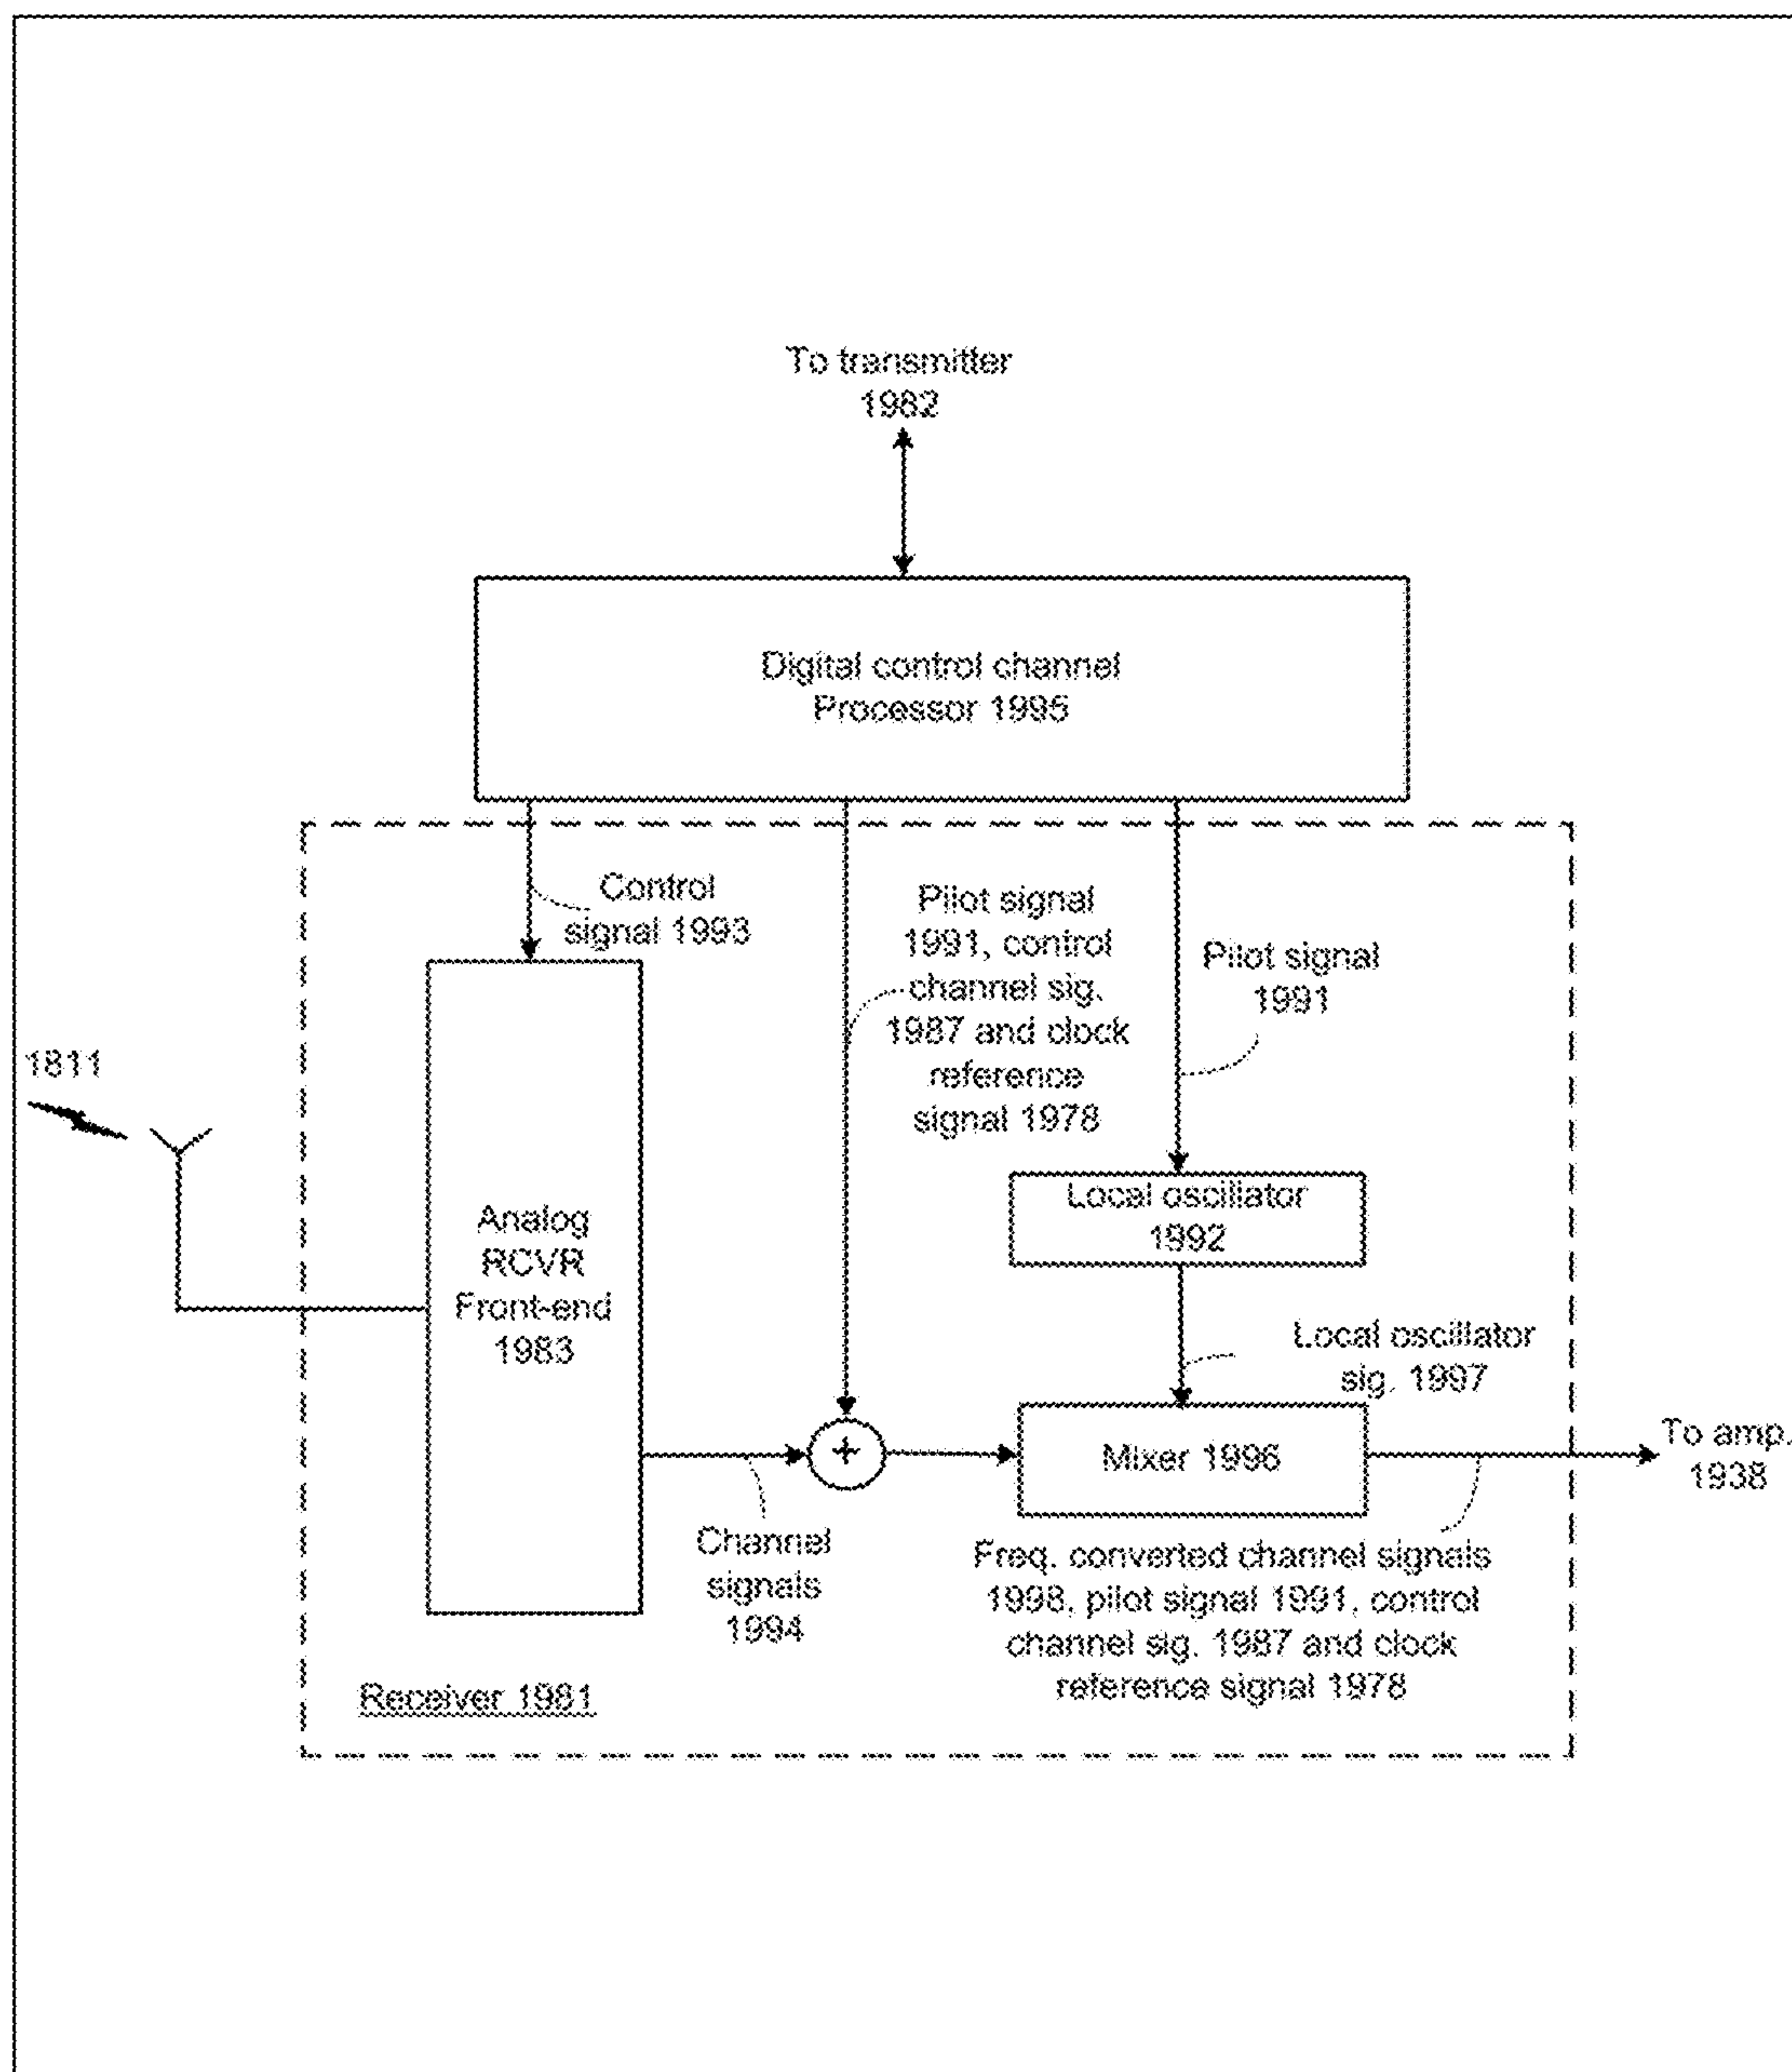 To transmitter
1982
Digital control channel
Processor 1995
Control
signal 1993
Pilot signal
1991, control
channel sig.
1987 and clock
reference
signal 1978
Pilot signal
1991
1811
Analog
RCVR
Front-end
1983
Local oscillator
1992
Local oscillator
sig. 1997
+
Mixer 1996
To amp.
1938
Channel
signals
1994
Freq. converted channel signals
1998, pilot signal 1991, control
channel sig. 1987 and clock
reference signal 1978
Receiver 1981